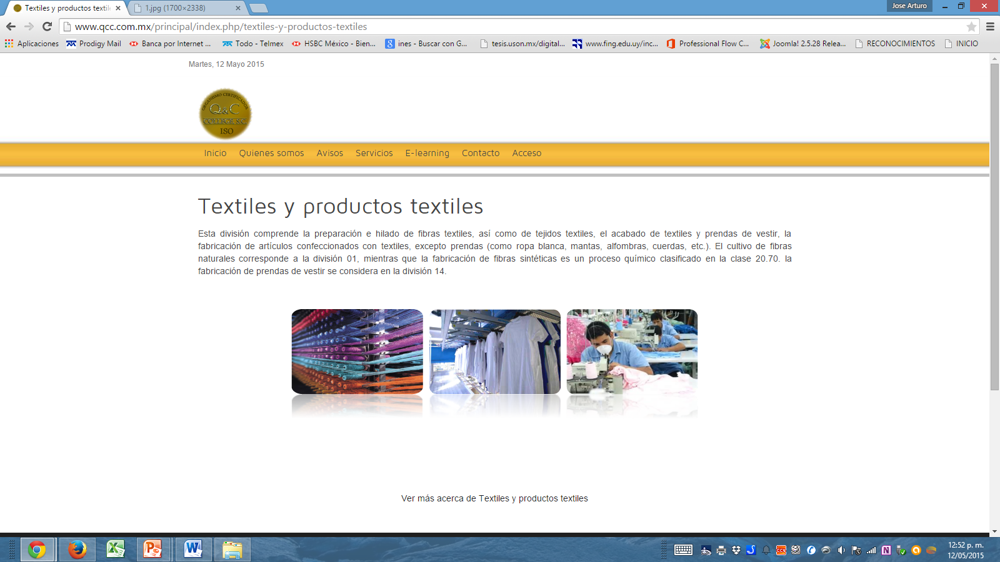 Textiles y productos textil
1.jpg (1700×2338)
Jose Arturo
www.qcc.com.mx/principal/index.php/textiles-y-productos-textiles
Aplicaciones
Prodigy Mail
Banca por Internet ...
Todo - Telmex
HSBC México - Bien...
ines - Buscar con G...
tesis.uson.mx/digital...
www.fing.edu.uy/inc...
Professional Flow C...
Joomla! 2.5.28 Relea...
RECONOCIMIENTOS
INICIO
Martes, 12 Mayo 2015
ORGANISMO CERTIFICADOR
Q&C
COLLEGE, S.C.
ISO
Inicio
Quienes somos
Avisos
Servicios
E-learning
Contacto
Acceso
Textiles y productos textiles
Esta división comprende la preparación e hilado de fibras textiles, así como de tejidos textiles, el acabado de textiles y prendas de vestir, la
fabricación de artículos confeccionados con textiles, excepto prendas (como ropa blanca, mantas, alfombras, cuerdas, etc.). El cultivo de fibras
naturales corresponde a la división 01, mientras que la fabricación de fibras sintéticas es un proceso químico clasificado en la clase 20.70. la
fabricación de prendas de vestir se considera en la división 14.
Ver más acerca de Textiles y productos textiles
12:52 p. m.
12/05/2015